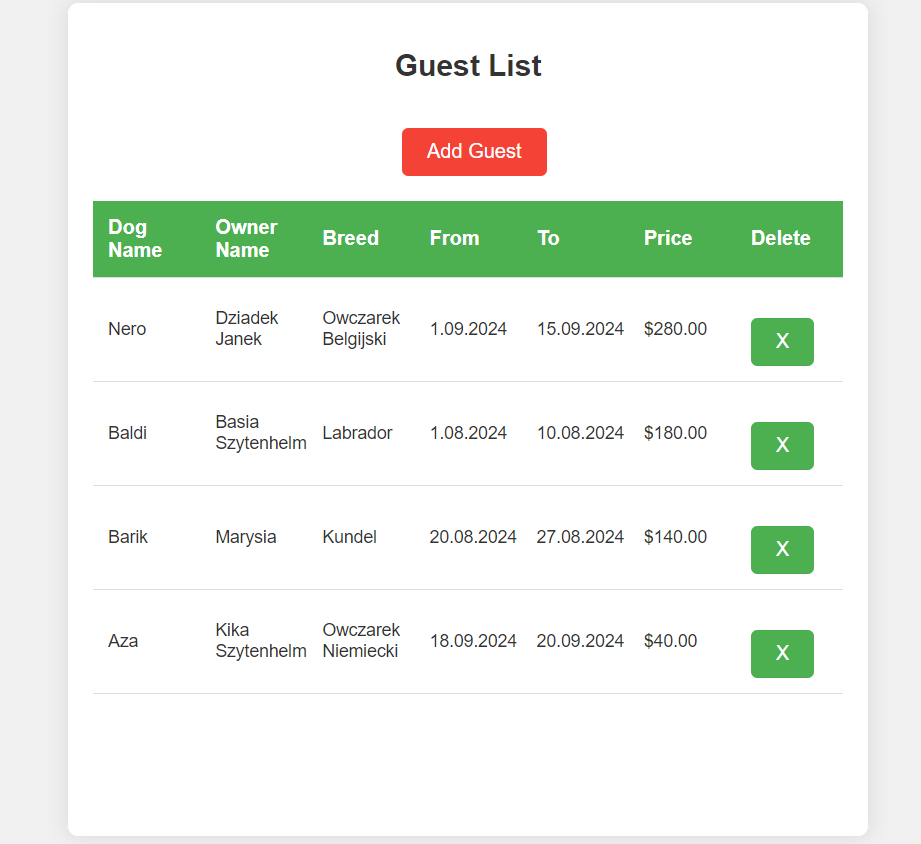 Guest List
Add Guest
Dog Name Owner Name Breed From To Price Delete
Nero Dziadek Janek Owczarek Belgijski 1.09.2024 15.09.2024 $280.00 X
Baldi Basia Szytenhelm Labrador 1.08.2024 10.08.2024 $180.00 X
Barik Marysia Kundel 20.08.2024 27.08.2024 $140.00 X
Aza Kika Szytenhelm Owczarek Niemiecki 18.09.2024 20.09.2024 $40.00 X